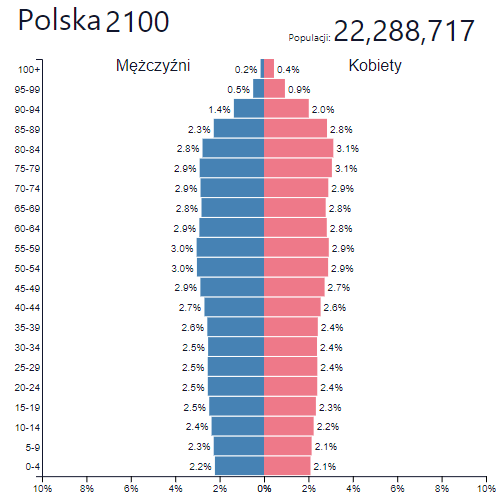 Polska 2100
Populacji: 22,288,717
Mężczyźni Kobiety
100+ 0.2% 0.4%
95-99 0.5% 0.9%
90-94 1.4% 2.0%
85-89 2.3% 2.8%
80-84 2.8% 3.1%
75-79 2.9% 3.1%
70-74 2.9% 2.9%
65-69 2.8% 2.8%
60-64 2.9% 2.8%
55-59 3.0% 2.9%
50-54 3.0% 2.9%
45-49 2.9% 2.7%
40-44 2.7% 2.6%
35-39 2.6% 2.4%
30-34 2.5% 2.4%
25-29 2.5% 2.4%
20-24 2.5% 2.4%
15-19 2.5% 2.3%
10-14 2.4% 2.2%
5-9 2.3% 2.1%
0-4 2.2% 2.1%
10% 8% 6% 4% 2% 0% 2% 4% 6% 8% 10%